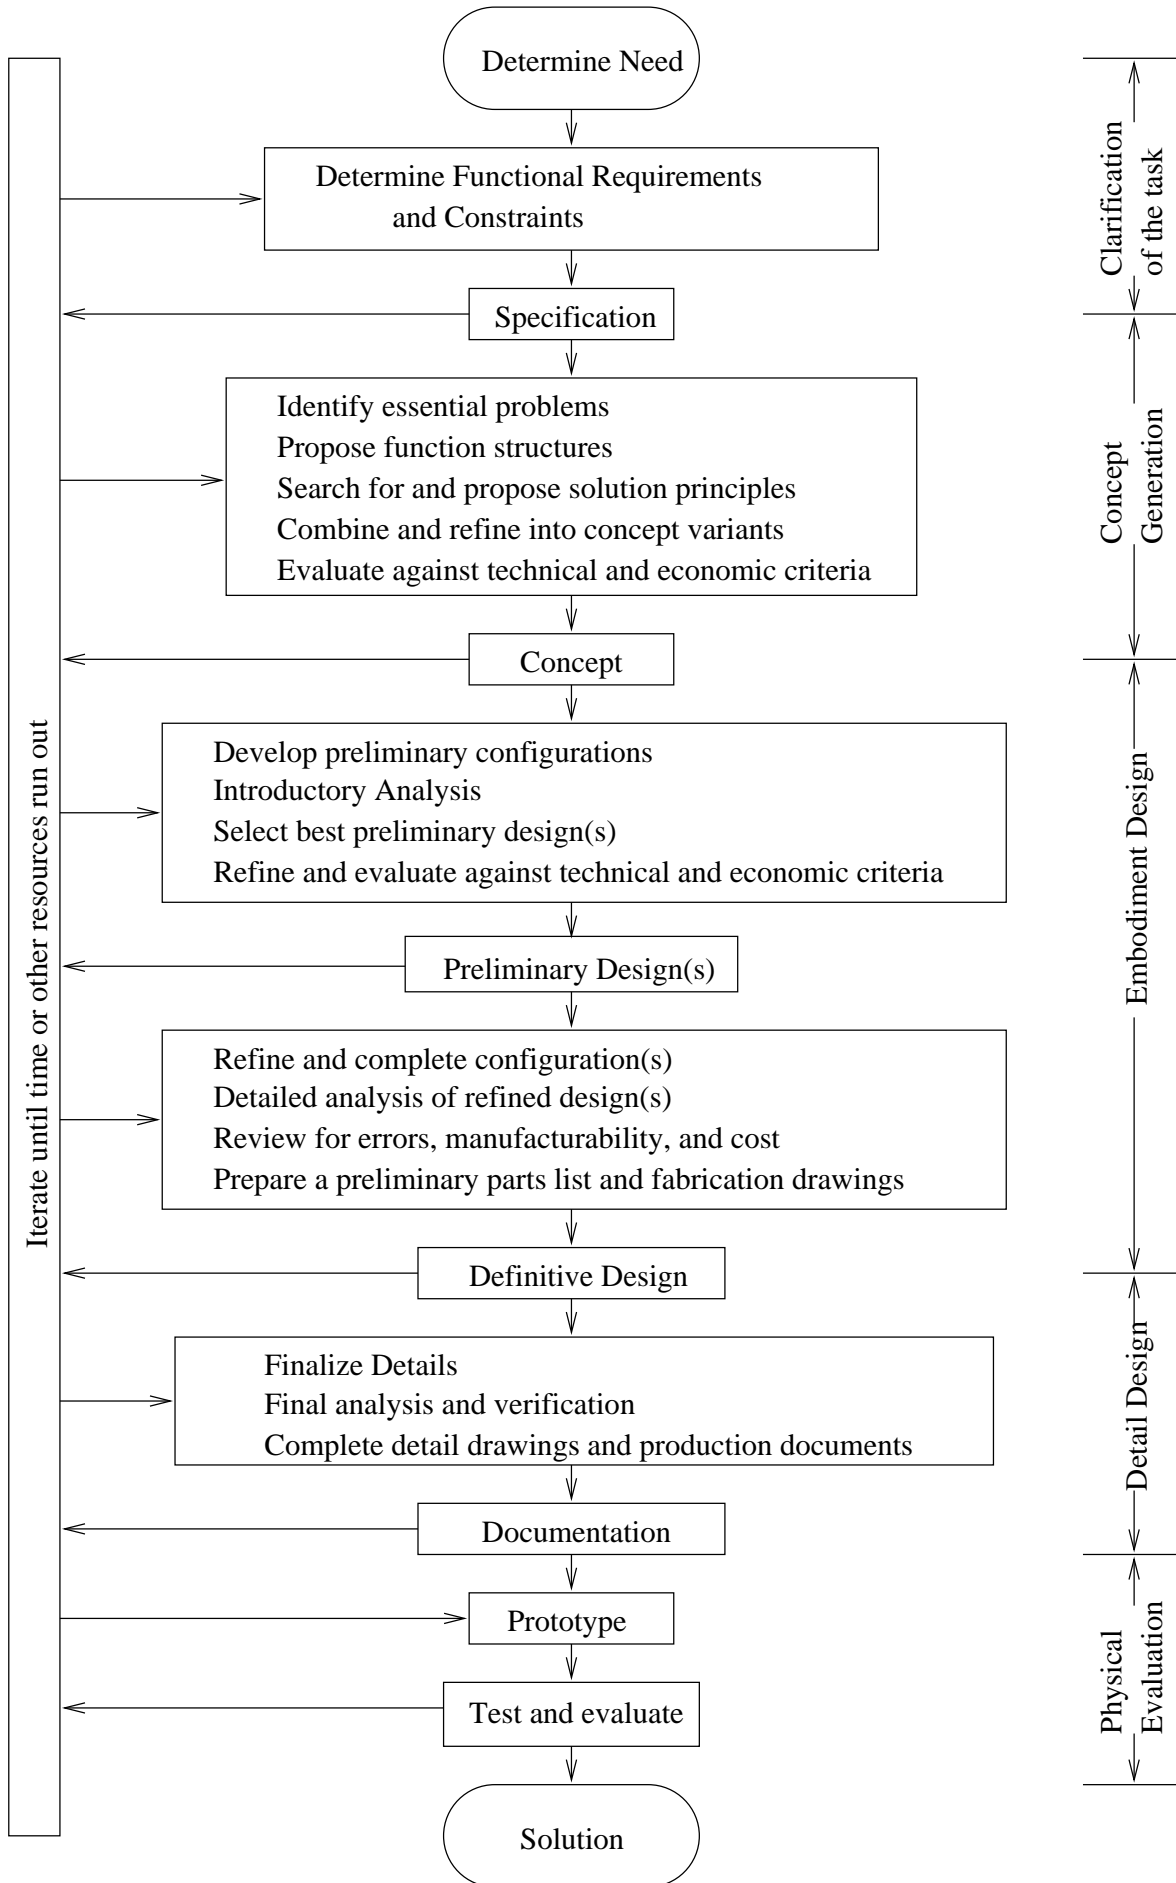 Determine Need
Determine Functional Requirements
and Constraints
Specification
Identify essential problems
Propose function structures
Search for and propose solution principles
Combine and refine into concept variants
Evaluate against technical and economic criteria
Concept
Develop preliminary configurations
Introductory Analysis
Select best preliminary design(s)
Refine and evaluate against technical and economic criteria
Preliminary Design(s)
Refine and complete configuration(s)
Detailed analysis of refined design(s)
Review for errors, manufacturability, and cost
Prepare a preliminary parts list and fabrication drawings
Definitive Design
Finalize Details
Final analysis and verification
Complete detail drawings and production documents
Documentation
Prototype
Test and evaluate
Solution
Iterate until time or other resources run out
Clarification
of the task
Concept
Generation
Embodiment Design
Detail Design
Physical
Evaluation